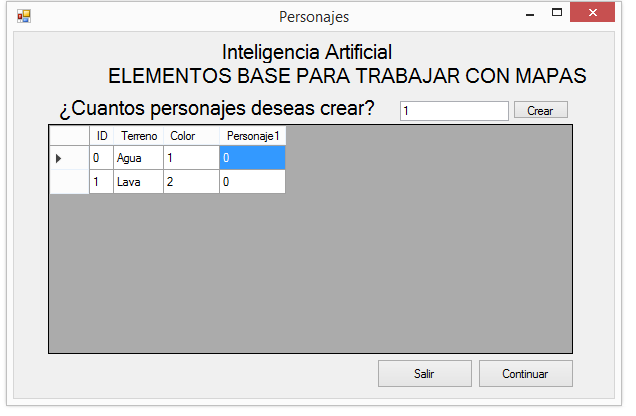 Personajes
Inteligencia Artificial
ELEMENTOS BASE PARA TRABAJAR CON MAPAS
¿Cuantos personajes deseas crear? 1 Crear
ID Terreno Color Personaje1
0 Agua 1 0
1 Lava 2 0
Salir Continuar